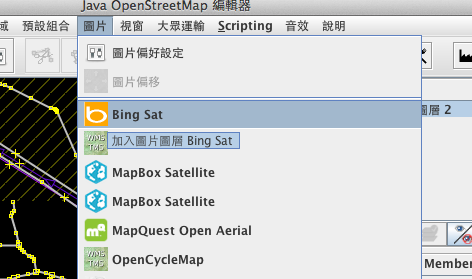 Java OpenStreetMap 編輯器
域 預設組合 圖片 視窗 大眾運輸 Scripting 音效 說明
圖片偏好設定
圖片偏移
Bing Sat
圖層 2
WMS TMS 加入圖片圖層 Bing Sat
MapBox Satellite
MapBox Satellite
MapQuest Open Aerial
WMS TMS OpenCycleMap
Member